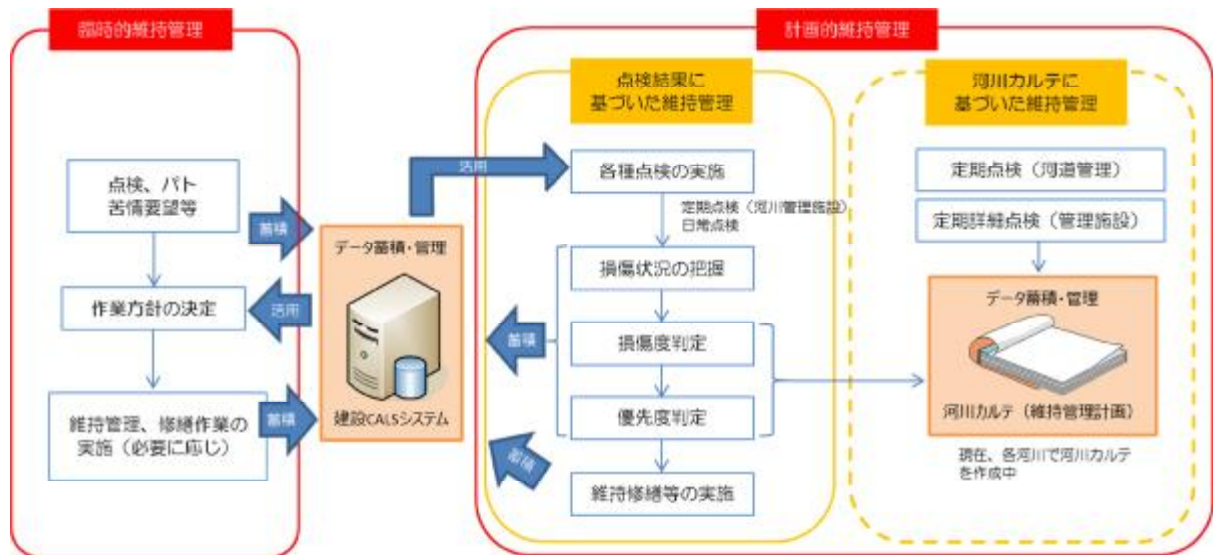 臨時的維持管理
点検、パト
苦情要望等
作業方針の決定
維持管理、修繕作業の
実施（必要に応じ）
蓄積
活用
蓄積
データ蓄積・管理
建設CALSシステム
活用
計画的維持管理
点検結果に
基づいた維持管理
各種点検の実施
定期点検（河川管理施設）
日常点検
損傷状況の把握
損傷度判定
優先度判定
維持修繕等の実施
蓄積
蓄積
河川カルテに
基づいた維持管理
定期点検（河道管理）
定期詳細点検（管理施設）
データ蓄積・管理
河川カルテ（維持管理計画）
現在、各河川で河川カルテ
を作成中